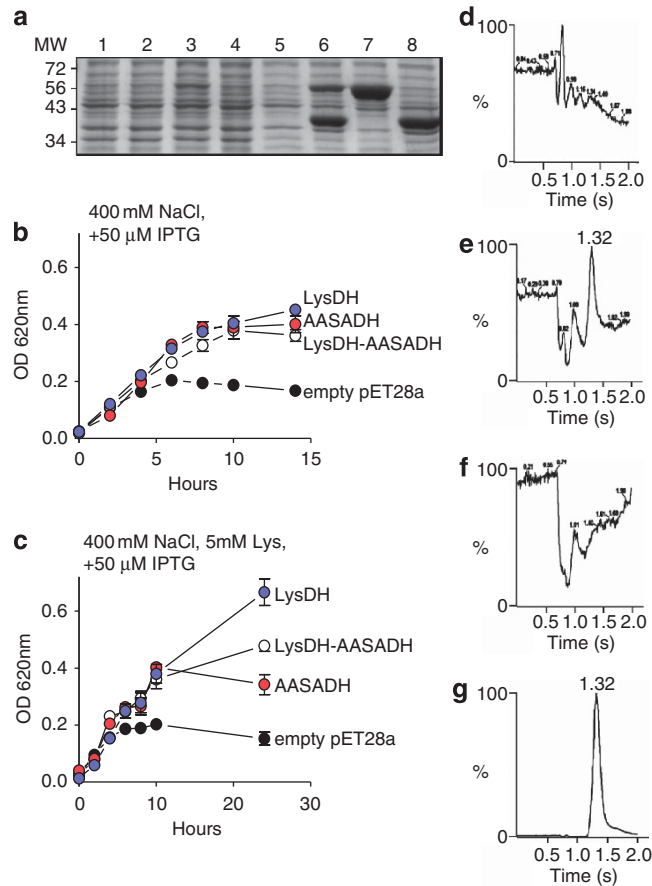 a
MW 1 2 3 4 5 6 7 8
72
56
43
34
b
400 mM NaCl,
+50 μM IPTG
OD 620nm
0.6
0.4
0.2
0.0
LysDH
AASADH
LysDH-AASADH
empty pET28a
0 5 10 15
Hours
c
400 mM NaCl, 5mM Lys,
+50 μM IPTG
OD 620nm
0.6
0.4
0.2
0.0
LysDH
LysDH-AASADH
AASADH
empty pET28a
0 10 20 30
Hours
d
100
%
0
0.5 1.0 1.5 2.0
Time (s)
e
1.32
100
%
0
0.5 1.0 1.5 2.0
Time (s)
f
100
%
0
0.5 1.0 1.5 2.0
Time (s)
g
1.32
100
%
0
0.5 1.0 1.5 2.0
Time (s)